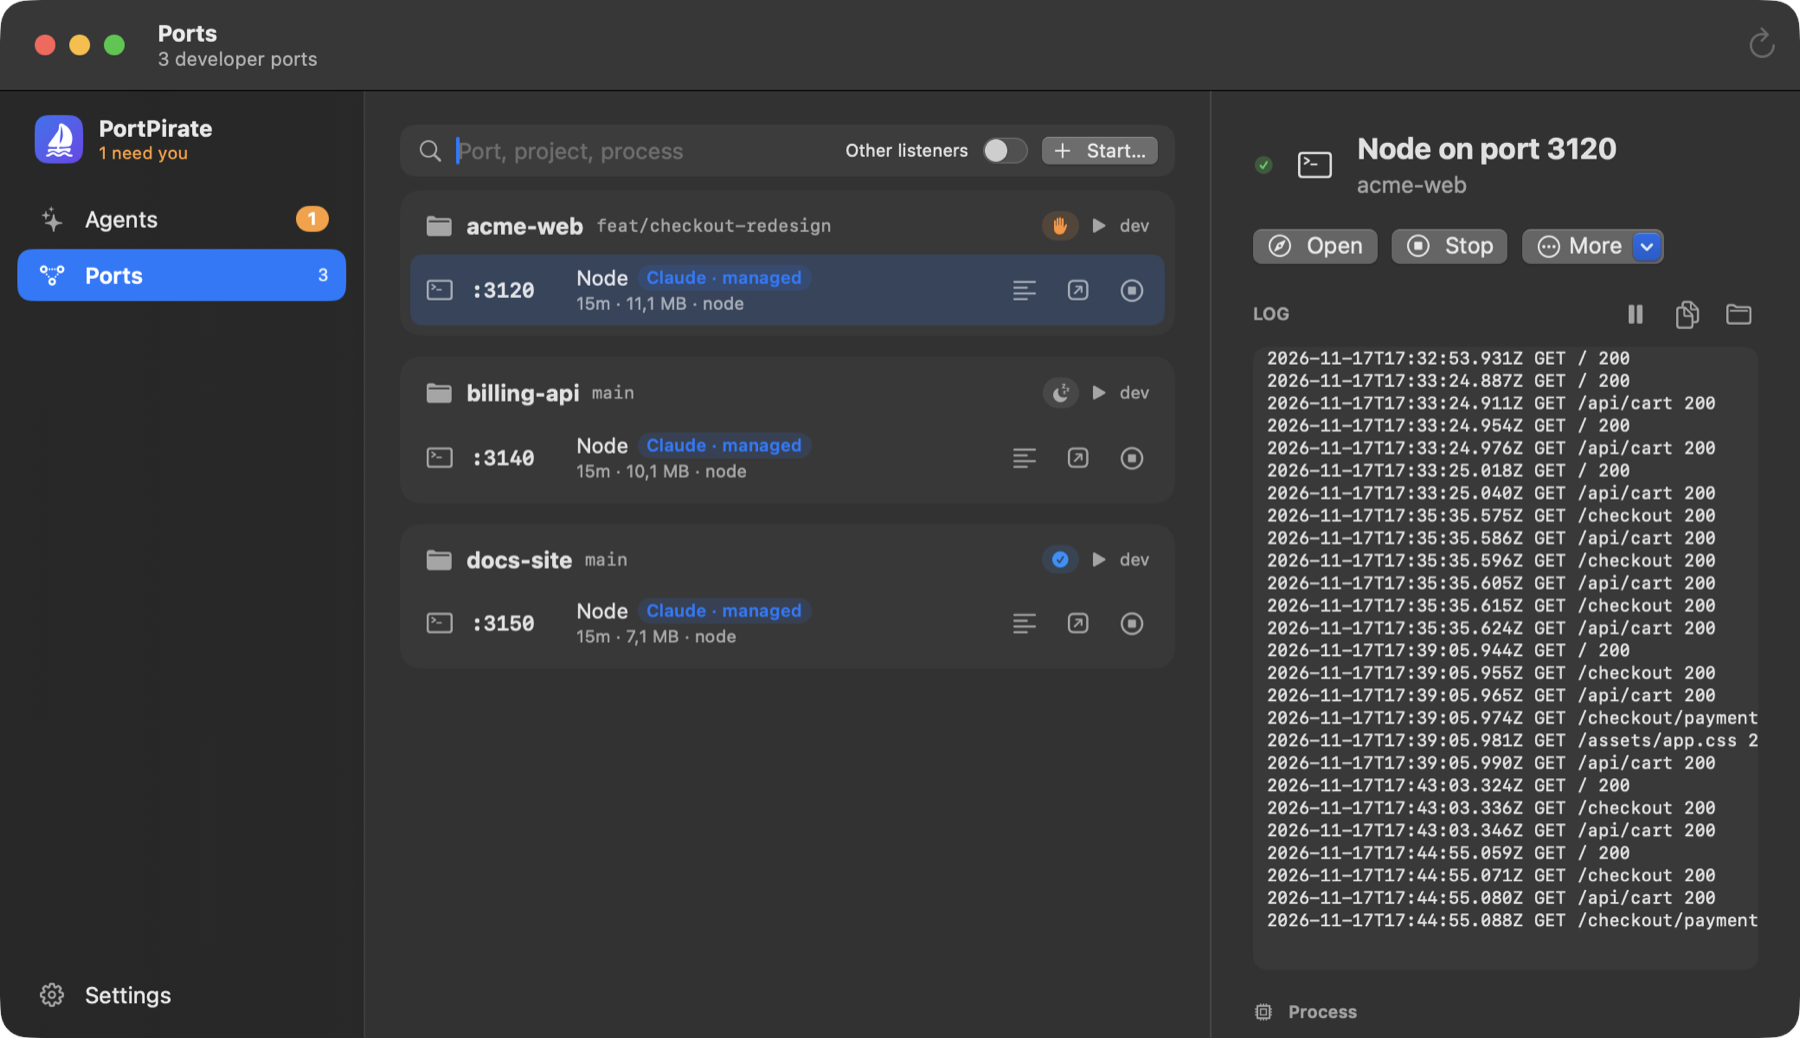 Ports
3 developer ports
PortPirate
1 need you
Agents
1
Ports
3
Settings
Port, project, process
Other listeners
+ Start...
acme-web feat/checkout-redesign
dev
:3120
Node Claude · managed
15m · 11,1 MB · node
billing-api main
dev
:3140
Node Claude · managed
15m · 10,1 MB · node
docs-site main
dev
:3150
Node Claude · managed
15m · 7,1 MB · node
Node on port 3120
acme-web
Open
Stop
More
LOG
2026-11-17T17:32:53.931Z GET / 200
2026-11-17T17:33:24.887Z GET / 200
2026-11-17T17:33:24.911Z GET /api/cart 200
2026-11-17T17:33:24.954Z GET / 200
2026-11-17T17:33:24.976Z GET /api/cart 200
2026-11-17T17:33:25.018Z GET / 200
2026-11-17T17:33:25.040Z GET /api/cart 200
2026-11-17T17:35:35.575Z GET /checkout 200
2026-11-17T17:35:35.586Z GET /api/cart 200
2026-11-17T17:35:35.596Z GET /checkout 200
2026-11-17T17:35:35.605Z GET /api/cart 200
2026-11-17T17:35:35.615Z GET /checkout 200
2026-11-17T17:35:35.624Z GET /api/cart 200
2026-11-17T17:39:05.944Z GET / 200
2026-11-17T17:39:05.955Z GET /checkout 200
2026-11-17T17:39:05.965Z GET /api/cart 200
2026-11-17T17:39:05.974Z GET /checkout/payment
2026-11-17T17:39:05.981Z GET /assets/app.css 2
2026-11-17T17:39:05.990Z GET /api/cart 200
2026-11-17T17:43:03.324Z GET / 200
2026-11-17T17:43:03.336Z GET /checkout 200
2026-11-17T17:43:03.346Z GET /api/cart 200
2026-11-17T17:44:55.059Z GET / 200
2026-11-17T17:44:55.071Z GET /checkout 200
2026-11-17T17:44:55.080Z GET /api/cart 200
2026-11-17T17:44:55.088Z GET /checkout/payment
Process